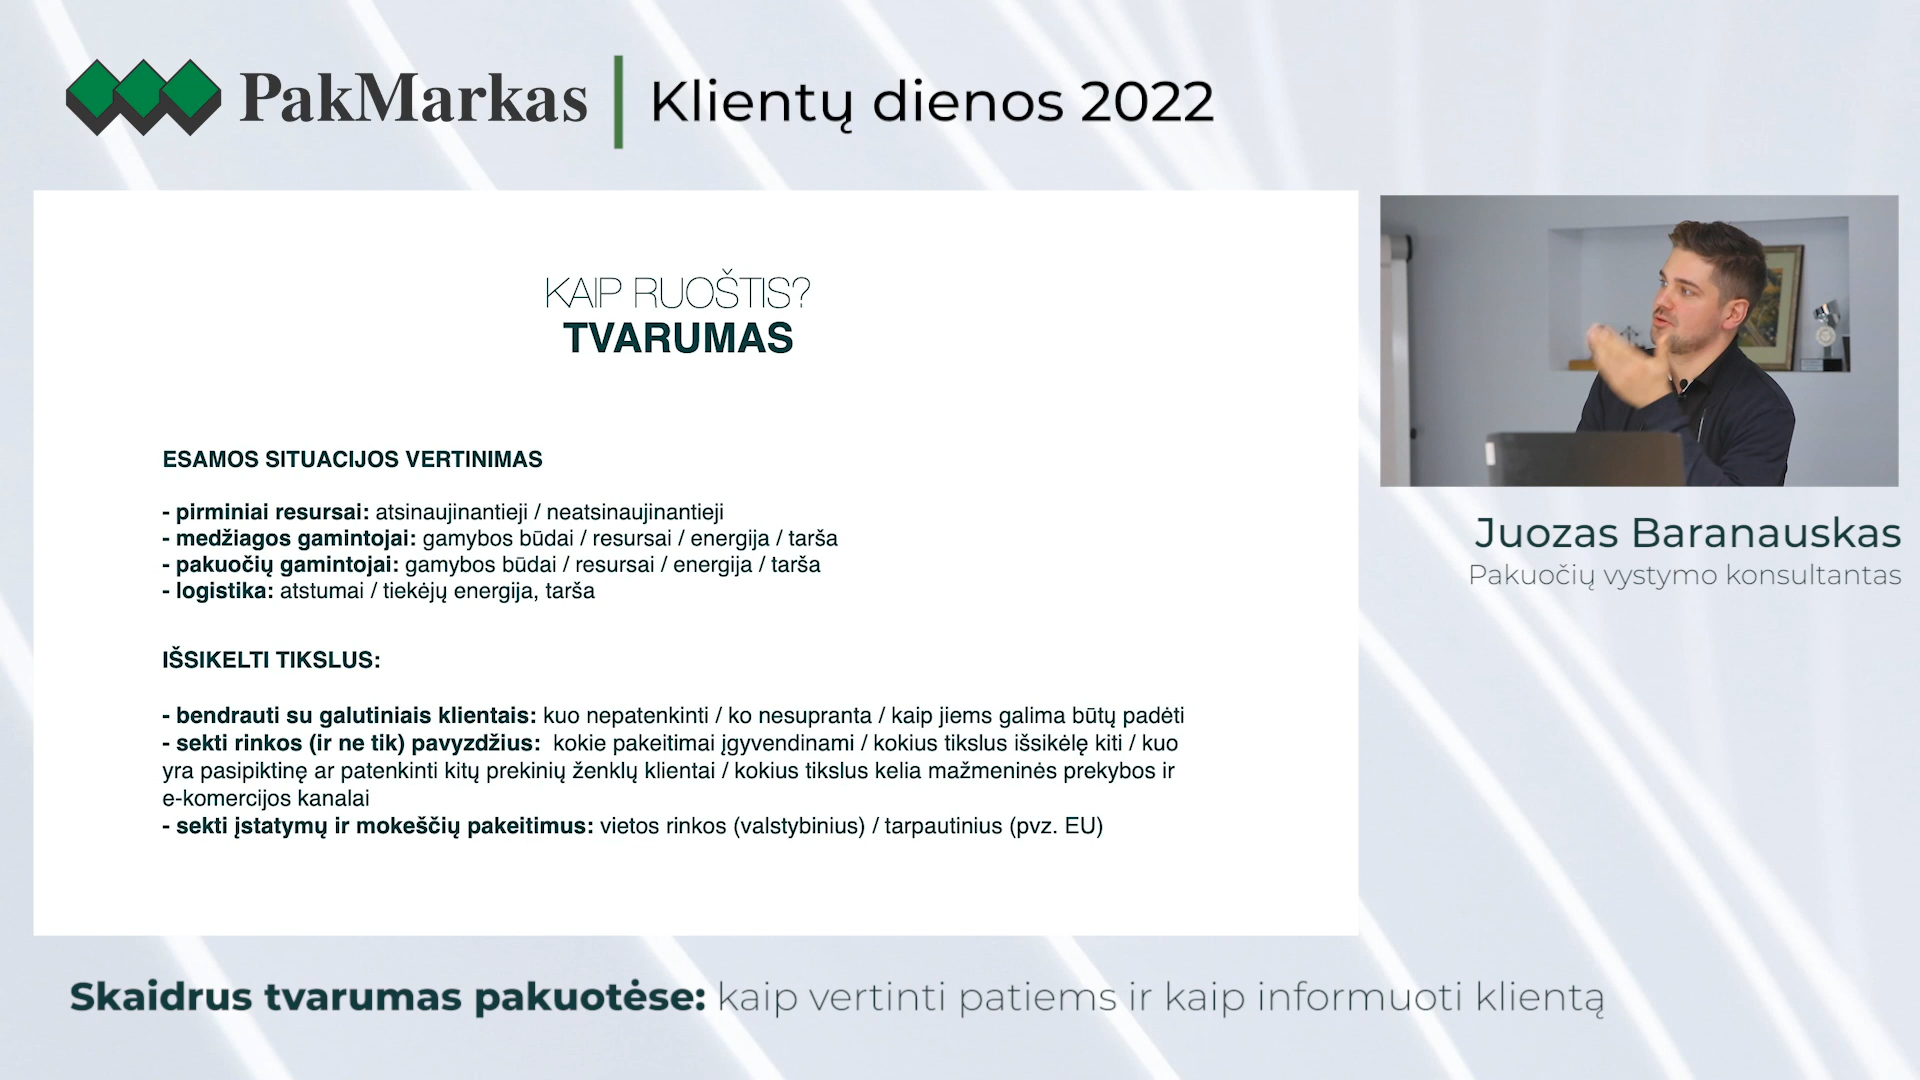 PakMarkas
Klientų dienos 2022
KAIP RUOŠTIS?
TVARUMAS
ESAMOS SITUACIJOS VERTINIMAS
- pirminiai resursai: atsinaujinantieji / neatsinaujinantieji
- medžiagos gamintojai: gamybos būdai / resursai / energija / tarša
- pakuočių gamintojai: gamybos būdai / resursai / energija / tarša
- logistika: atstumai / tiekėjų energija, tarša
IŠSIKELTI TIKSLUS:
- bendrauti su galutiniais klientais: kuo nepatenkinti / ko nesupranta / kaip jiems galima būtų padėti
- sekti rinkos (ir ne tik) pavyzdžius: kokie pakeitimai įgyvendinami / kokius tikslus išsikėlę kiti / kuo
yra pasipiktinę ar patenkinti kitų prekinių ženklų klientai / kokius tikslus kelia mažmeninės prekybos ir
e-komercijos kanalai
- sekti įstatymų ir mokeščių pakeitimus: vietos rinkos (valstybinius) / tarpautinius (pvz. EU)
Juozas Baranauskas
Pakuočių vystymo konsultantas
Skaidrus tvarumas pakuotėse: kaip vertinti patiems ir kaip informuoti klientą